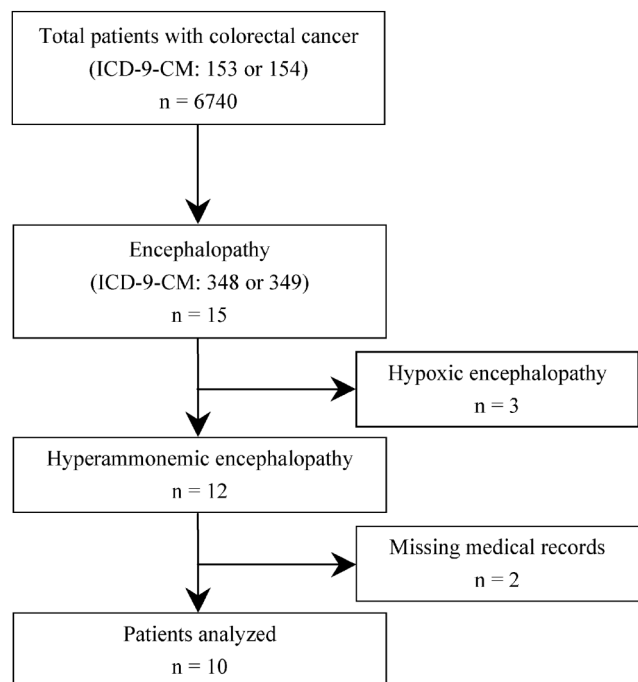 Total patients with colorectal cancer
(ICD-9-CM: 153 or 154)
n = 6740
Encephalopathy
(ICD-9-CM: 348 or 349)
n = 15
Hypoxic encephalopathy
n = 3
Hyperammonemic encephalopathy
n = 12
Missing medical records
n = 2
Patients analyzed
n = 10